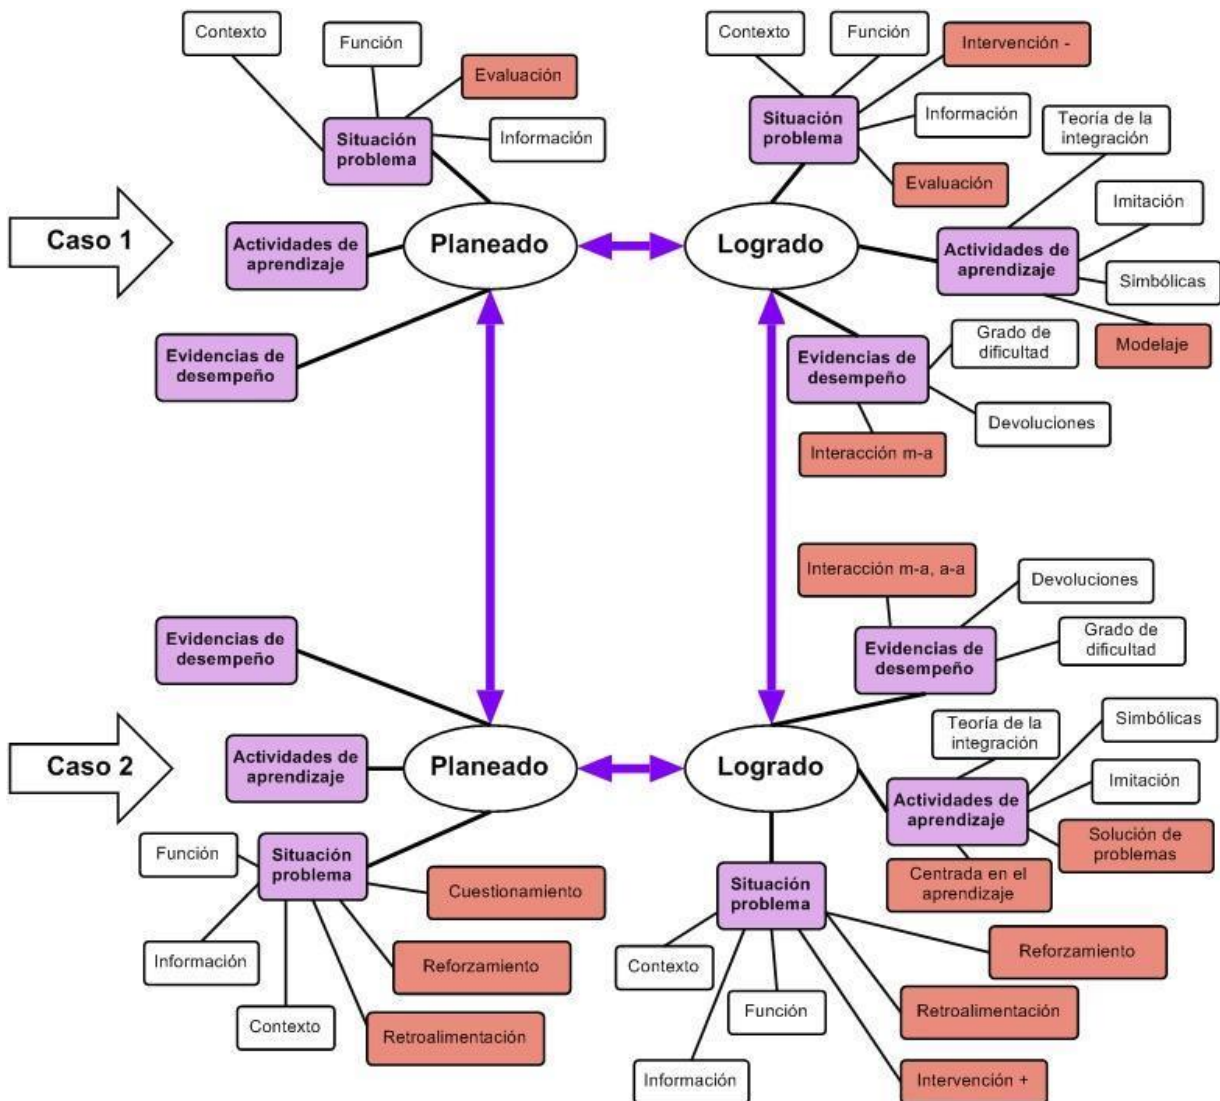 Contexto
Función
Evaluación
Información
Situación
problema
Caso 1
Actividades de
aprendizaje
Planeado
Evidencias de
desempeño
Contexto
Función
Intervención -
Situación
problema
Información
Teoría de la
integración
Evaluación
Imitación
Logrado
Actividades de
aprendizaje
Simbólicas
Grado de
dificultad
Modelaje
Evidencias de
desempeño
Devoluciones
Interacción m-a
Evidencias de
desempeño
Caso 2
Actividades de
aprendizaje
Planeado
Función
Situación
problema
Cuestionamiento
Información
Reforzamiento
Contexto
Retroalimentación
Interacción m-a, a-a
Devoluciones
Evidencias de
desempeño
Grado de
dificultad
Logrado
Teoría de la
integración
Simbólicas
Actividades de
aprendizaje
Imitación
Solución de
problemas
Centrada en el
aprendizaje
Situación
problema
Contexto
Reforzamiento
Función
Retroalimentación
Información
Intervención +